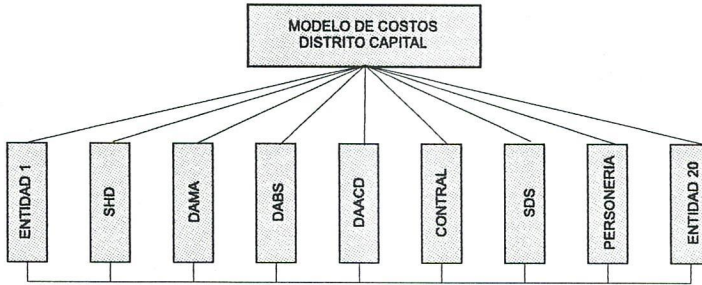 MODELO DE COSTOS
DISTRITO CAPITAL
ENTIDAD 1
SHD
DAMA
DABS
DAACD
CONTRAL
SDS
PERSONERIA
ENTIDAD 20